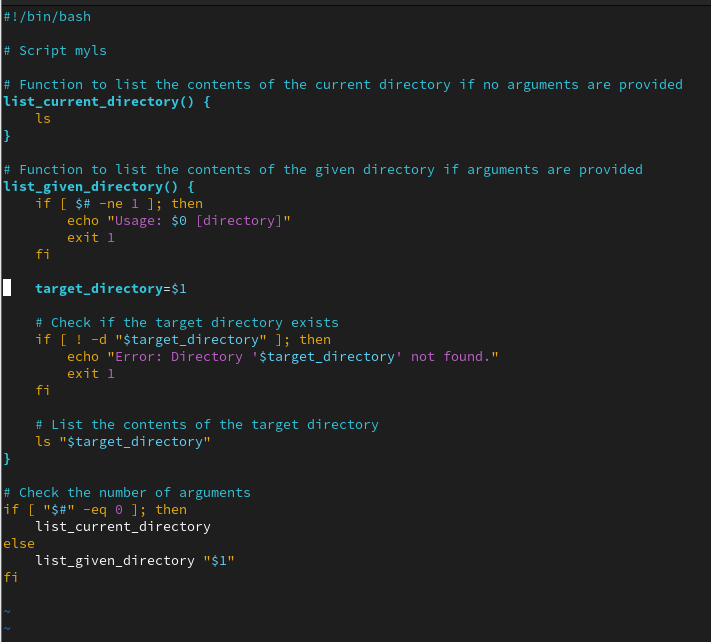 #!/bin/bash
# Script myls
# Function to list the contents of the current directory if no arguments are provided
list_current_directory() {
    ls
}
# Function to list the contents of the given directory if arguments are provided
list_given_directory() {
    if [ $# -ne 1 ]; then
        echo "Usage: $0 [directory]"
        exit 1
    fi
    target_directory=$1
    # Check if the target directory exists
    if [ ! -d "$target_directory" ]; then
        echo "Error: Directory '$target_directory' not found."
        exit 1
    fi
    # List the contents of the target directory
    ls "$target_directory"
}
# Check the number of arguments
if [ "$#" -eq 0 ]; then
    list_current_directory
else
    list_given_directory "$1"
fi
~
~